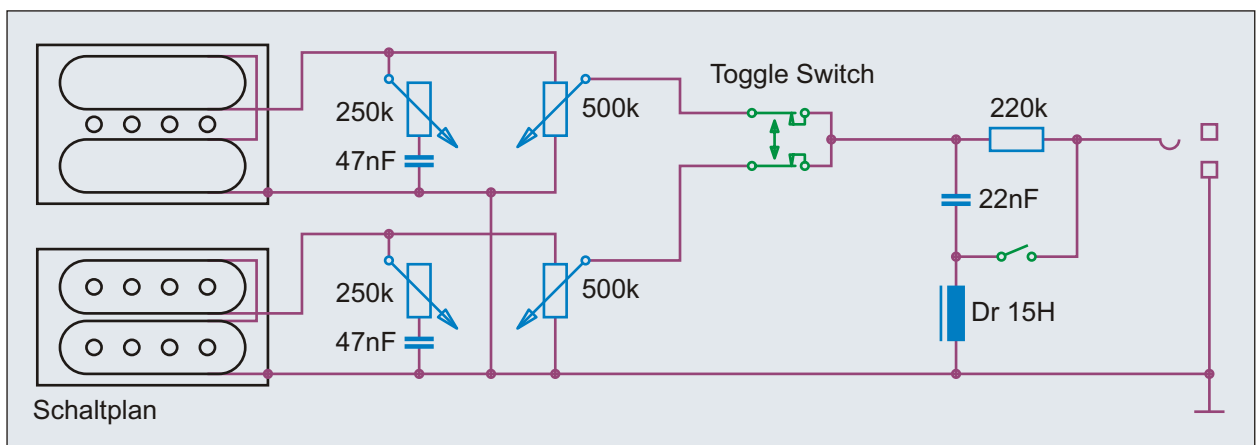 Toggle Switch
250k
500k
220k
47nF
22nF
250k
500k
Dr 15H
47nF
Schaltplan